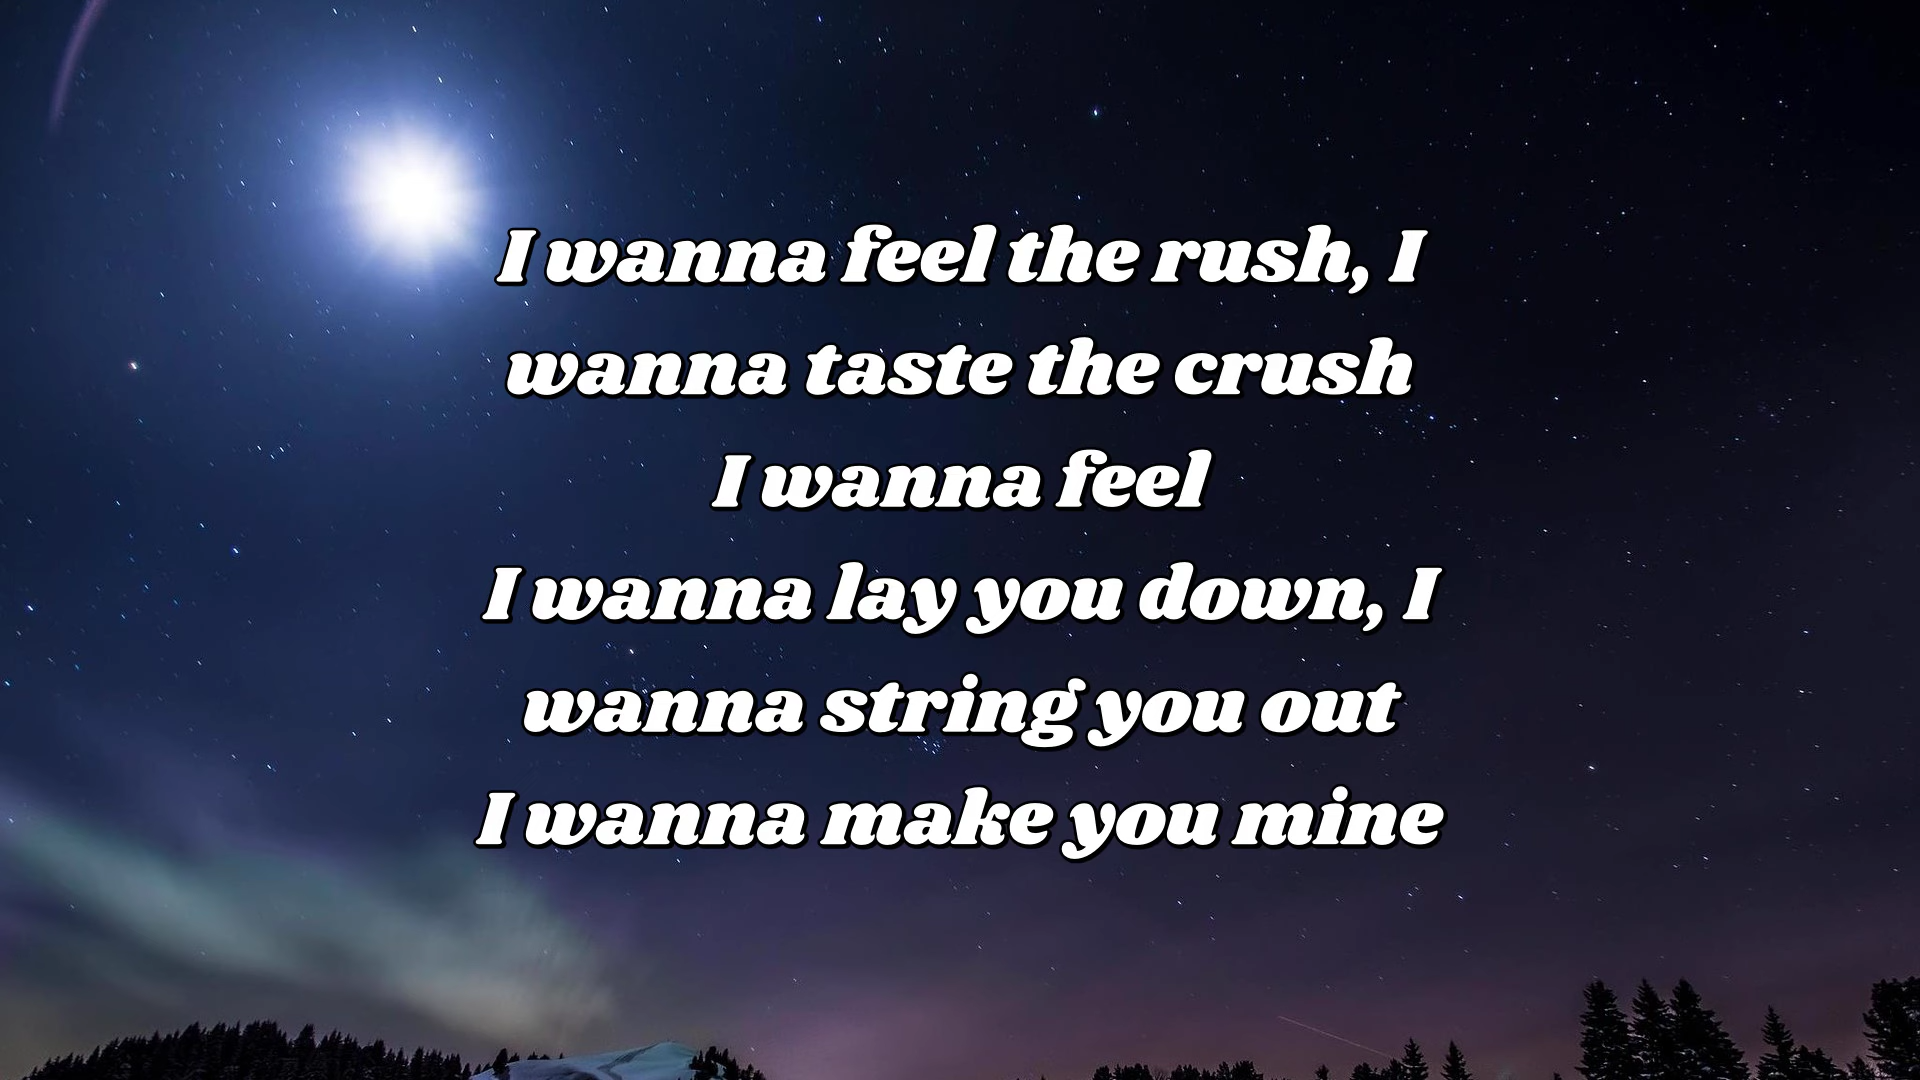 I wanna feel the rush, I
wanna taste the crush
I wanna feel
I wanna lay you down, I
wanna string you out
I wanna make you mine